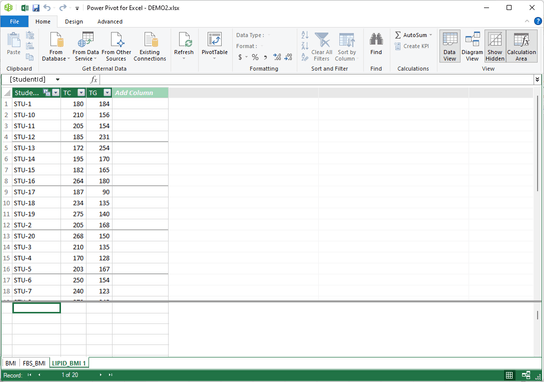 Power Pivot for Excel - DEMO2.xlsx
File Home Design Advanced
Paste
From Database
From Data Service
From Other Sources
Existing Connections
Refresh
PivotTable
Data Type :
Format :
$ %
Clear All Filters
Sort by Column
Find
AutoSum
Create KPI
Data View
Diagram View
Show Hidden
Calculation Area
Clipboard
Get External Data
Formatting
Sort and Filter
Find
Calculations
View
[StudentId] fx
Stude... TC TG Add Column
1 STU-1 180 184
2 STU-10 210 156
3 STU-11 205 154
4 STU-12 185 231
5 STU-13 172 254
6 STU-14 195 170
7 STU-15 182 165
8 STU-16 264 180
9 STU-17 187 90
10 STU-18 234 135
11 STU-19 275 140
12 STU-2 205 168
13 STU-20 268 150
14 STU-3 210 135
15 STU-4 170 128
16 STU-5 203 167
17 STU-6 250 154
18 STU-7 240 123
BMI FBS_BMI LIPID_BMI 1
Record: 1 of 20